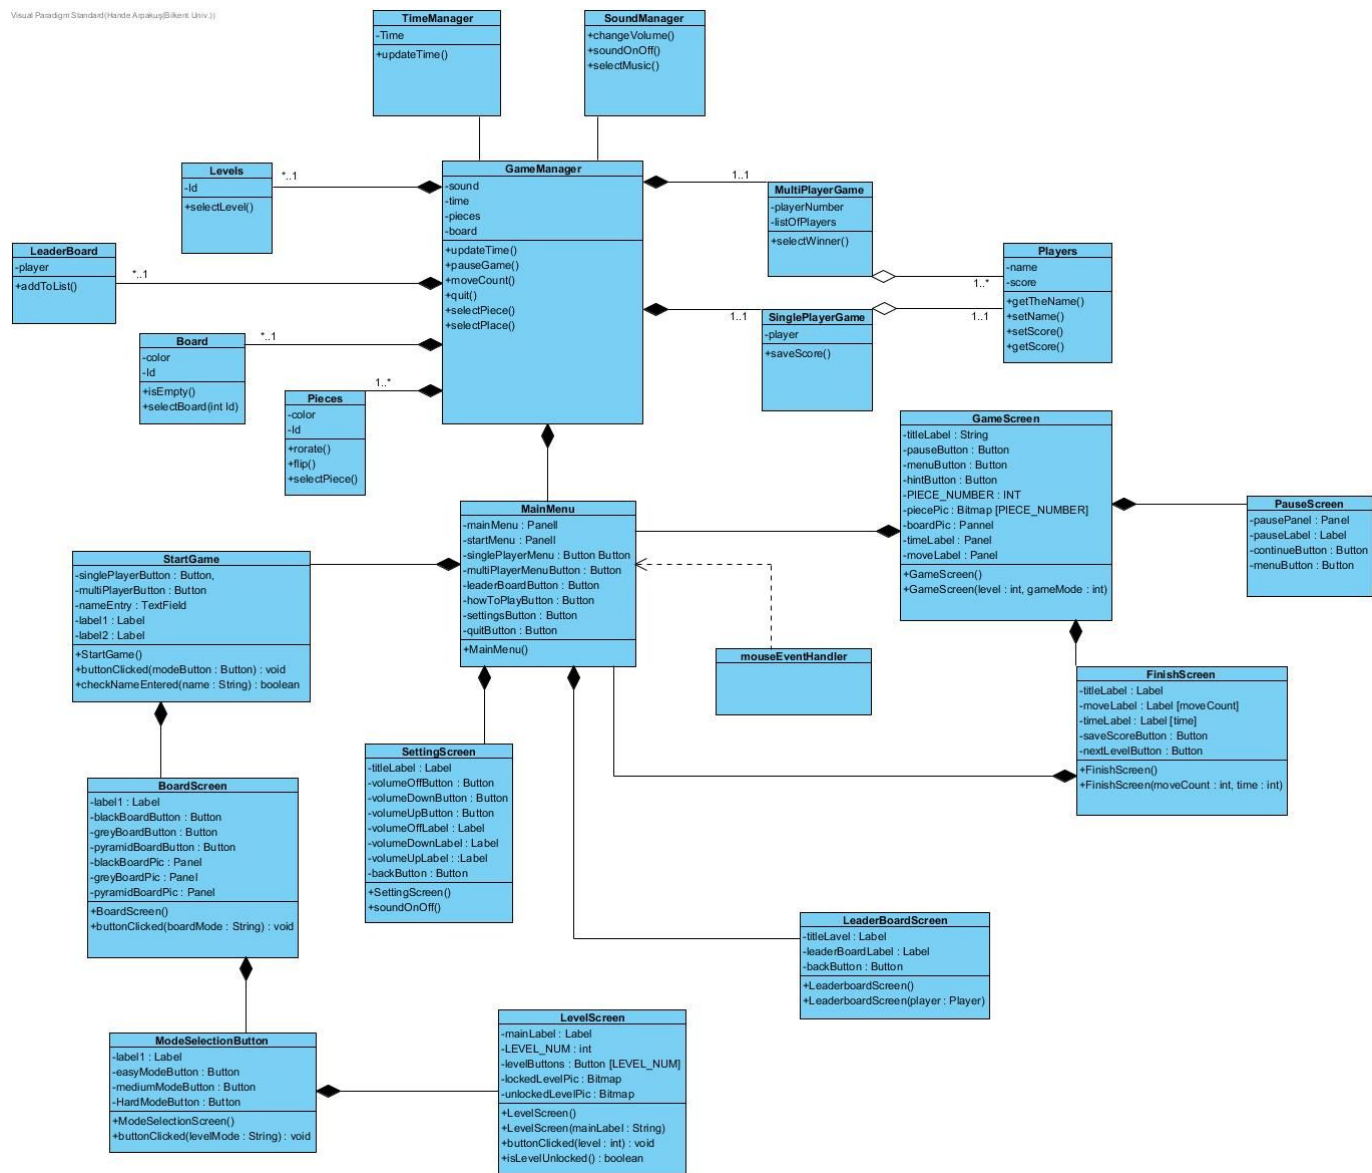 Visual Paradigm Standard(Hande Arpakuş(Bilkent Univ.))
TimeManager
-Time
+updateTime()
SoundManager
+changeVolume()
+soundOnOff()
+selectMusic()
Levels
-Id
+selectLevel()
*..1
GameManager
-sound
-time
-pieces
-board
+updateTime()
+pauseGame()
+moveCount()
+quit()
+selectPiece()
+selectPlace()
1..1
MultiPlayerGame
-playerNumber
-listOfPlayers
+selectWinner()
LeaderBoard
-player
+addToList()
*..1
Players
-name
-score
+getTheName()
+setName()
+setScore()
+getScore()
1..*
1..1
1..1
SinglePlayerGame
-player
+saveScore()
Board
-color
-Id
+isEmpty()
+selectBoard(int Id)
*..1
Pieces
-color
-Id
+rorate()
+flip()
+selectPiece()
1..*
GameScreen
-titleLabel : String
-pauseButton : Button
-menuButton : Button
-hintButton : Button
-PIECE_NUMBER : INT
-piecePic : Bitmap [PIECE_NUMBER]
-boardPic : Pannel
-timeLabel : Panel
-moveLabel : Panel
+GameScreen()
+GameScreen(level : int, gameMode : int)
PauseScreen
-pausePanel : Panel
-pauseLabel : Label
-continueButton : Button
-menuButton : Button
MainMenu
-mainMenu : Panell
-startMenu : Panell
-singlePlayerMenu : Button Button
-multiPlayerMenuButton : Button
-leaderBoardButton : Button
-howToPlayButton : Button
-settingsButton : Button
-quitButton : Button
+MainMenu()
StartGame
-singlePlayerButton : Button,
-multiPlayerButton : Button
-nameEntry : TextField
-label1 : Label
-label2 : Label
+StartGame()
+buttonClicked(modeButton : Button) : void
+checkNameEntered(name : String) : boolean
mouseEventHandler
FinishScreen
-titleLabel : Label
-moveLabel : Label [moveCount]
-timeLabel : Label [time]
-saveScoreButton : Button
-nextLevelButton : Button
+FinishScreen()
+FinishScreen(moveCount : int, time : int)
SettingScreen
-titleLabel : Label
-volumeOffButton : Button
-volumeDownButton : Button
-volumeUpButton : Button
-volumeOffLabel : Label
-volumeDownLabel : Label
-volumeUpLabel : :Label
-backButton : Button
+SettingScreen()
+soundOnOff()
BoardScreen
-label1 : Label
-blackBoardButton : Button
-greyBoardButton : Button
-pyramidBoardButton : Button
-blackBoardPic : Panel
-greyBoardPic : Panel
-pyramidBoardPic : Panel
+BoardScreen()
+buttonClicked(boardMode : String) : void
LeaderBoardScreen
-titleLavel : Label
-leaderBoardLabel : Label
-backButton : Button
+LeaderboardScreen()
+LeaderboardScreen(player : Player)
ModeSelectionButton
-label1 : Label
-easyModeButton : Button
-mediumModeButton : Button
-HardModeButton : Button
+ModeSelectionScreen()
+buttonClicked(levelMode : String) : void
LevelScreen
-mainLabel : Label
-LEVEL_NUM : int
-levelButtons : Button [LEVEL_NUM]
-lockedLevelPic : Bitmap
-unlockedLevelPic : Bitmap
+LevelScreen()
+LevelScreen(mainLabel : String)
+buttonClicked(level : int) : void
+isLevelUnlocked() : boolean